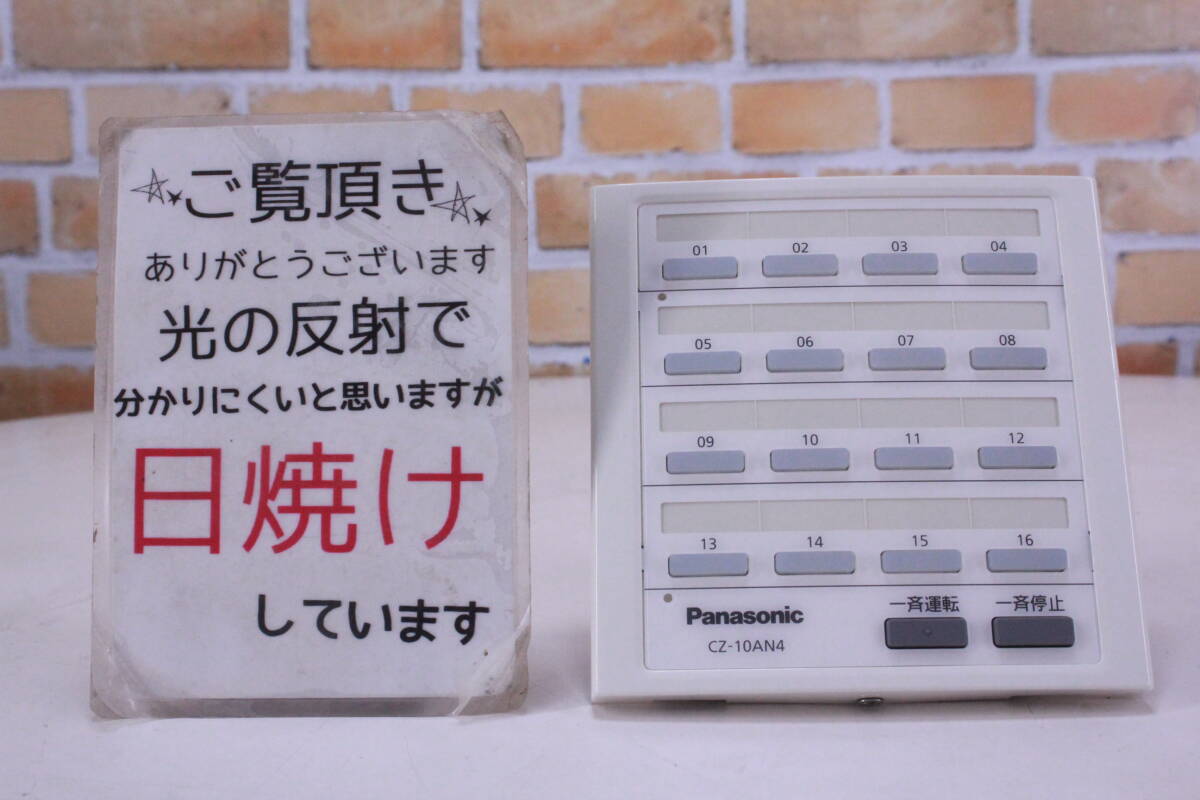 ご覧頂き
ありがとうございます
光の反射で
分かりにくいと思いますが
日焼け
しています
01 02 03 04
05 06 07 08
09 10 11 12
13 14 15 16
Panasonic
CZ-10AN4
一斉運転 一斉停止